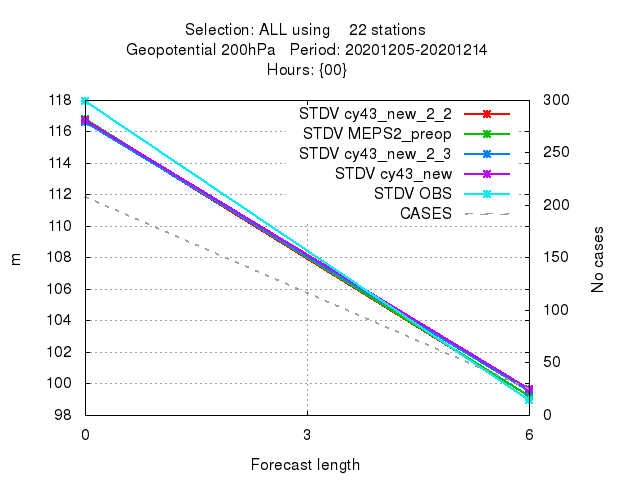 Selection: ALL using    22 stations
Geopotential 200hPa   Period: 20201205-20201214
Hours: {00}
STDV cy43_new_2_2
STDV MEPS2_preop
STDV cy43_new_2_3
STDV cy43_new
STDV OBS
CASES
118
116
114
112
110
108
106
104
102
100
98
m
300
250
200
150
100
50
0
No cases
0 3 6
Forecast length